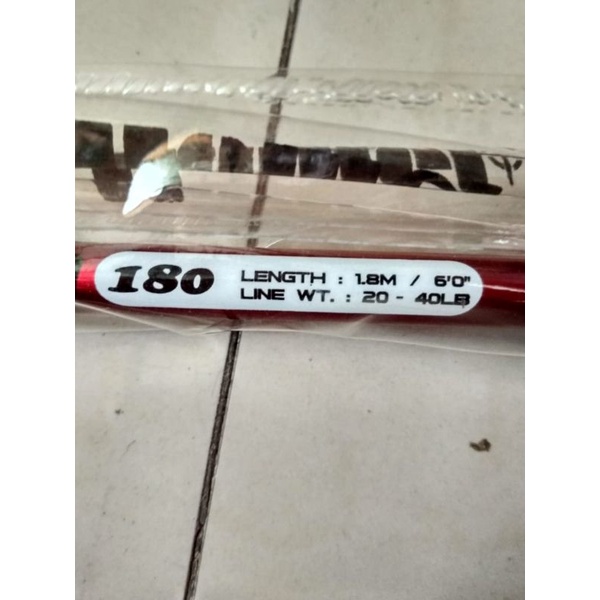 180
LENGTH : 1.8M / 6'0"
LINE WT. : 20 - 40LB